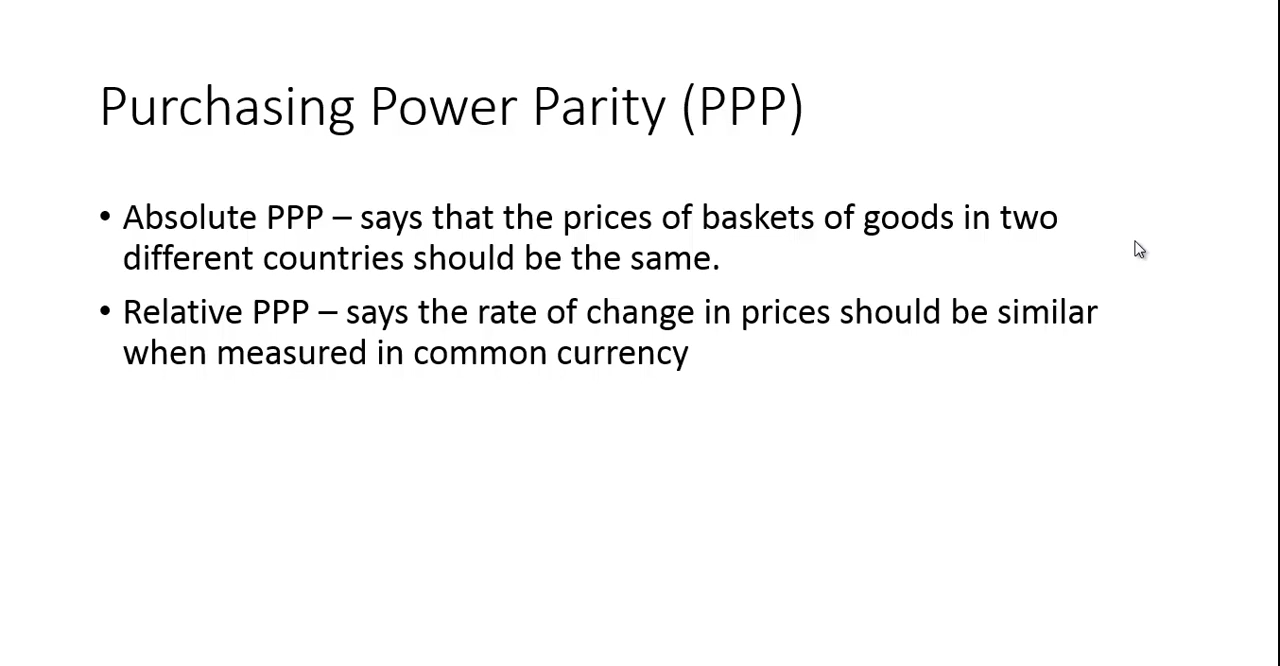 Purchasing Power Parity (PPP)
• Absolute PPP – says that the prices of baskets of goods in two
different countries should be the same.
• Relative PPP – says the rate of change in prices should be similar
when measured in common currency